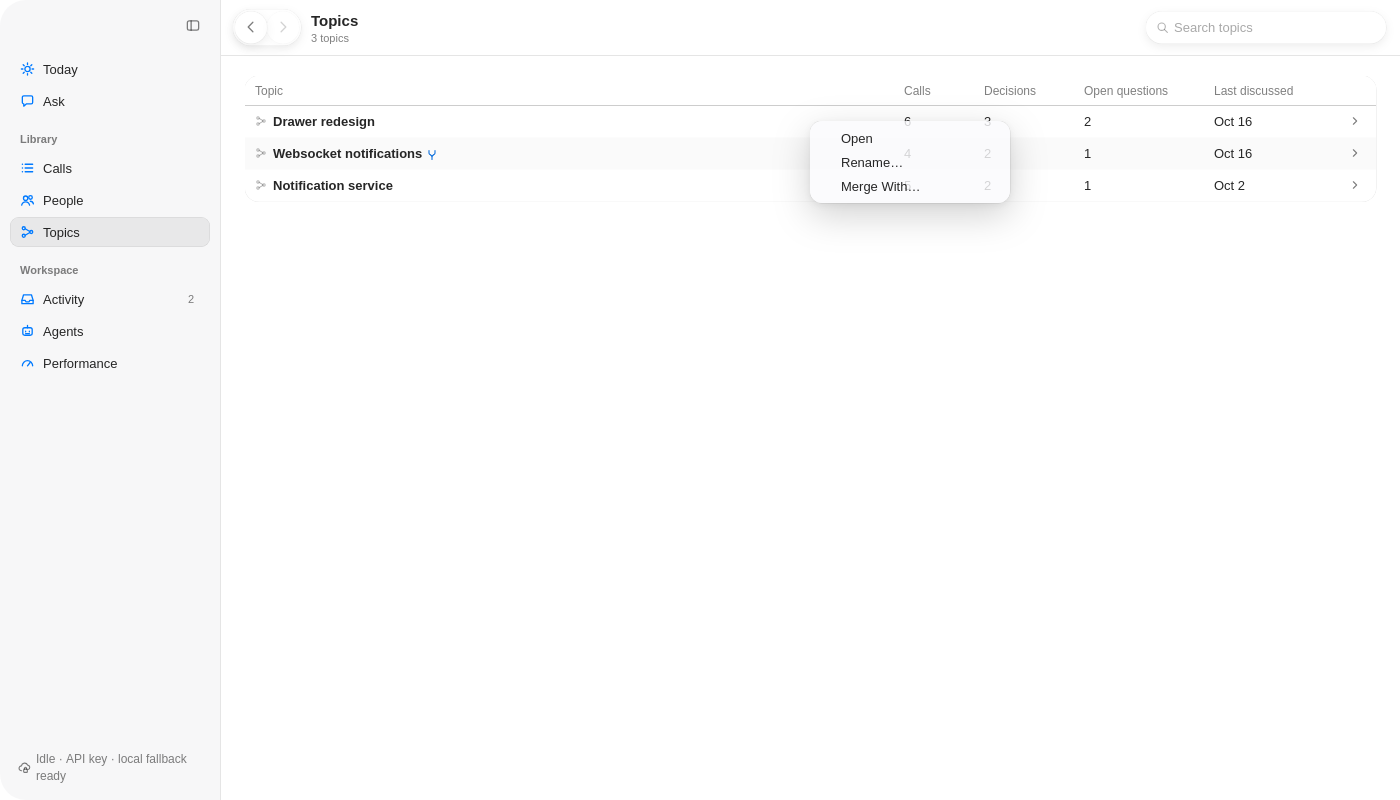 Today
Ask
Library
Calls
People
Topics
Workspace
Activity 2
Agents
Performance
Idle · API key · local fallback
ready
Topics
3 topics
Search topics
Topic Calls Decisions Open questions Last discussed
Drawer redesign 6 3 2 Oct 16
Websocket notifications 4 2 1 Oct 16
Notification service 2 1 Oct 2
Open
Rename…
Merge With…